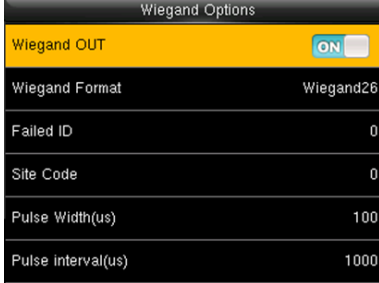 Wiegand Options
Wiegand OUT ON
Wiegand Format Wiegand26
Failed ID 0
Site Code 0
Pulse Width(us) 100
Pulse interval(us) 1000